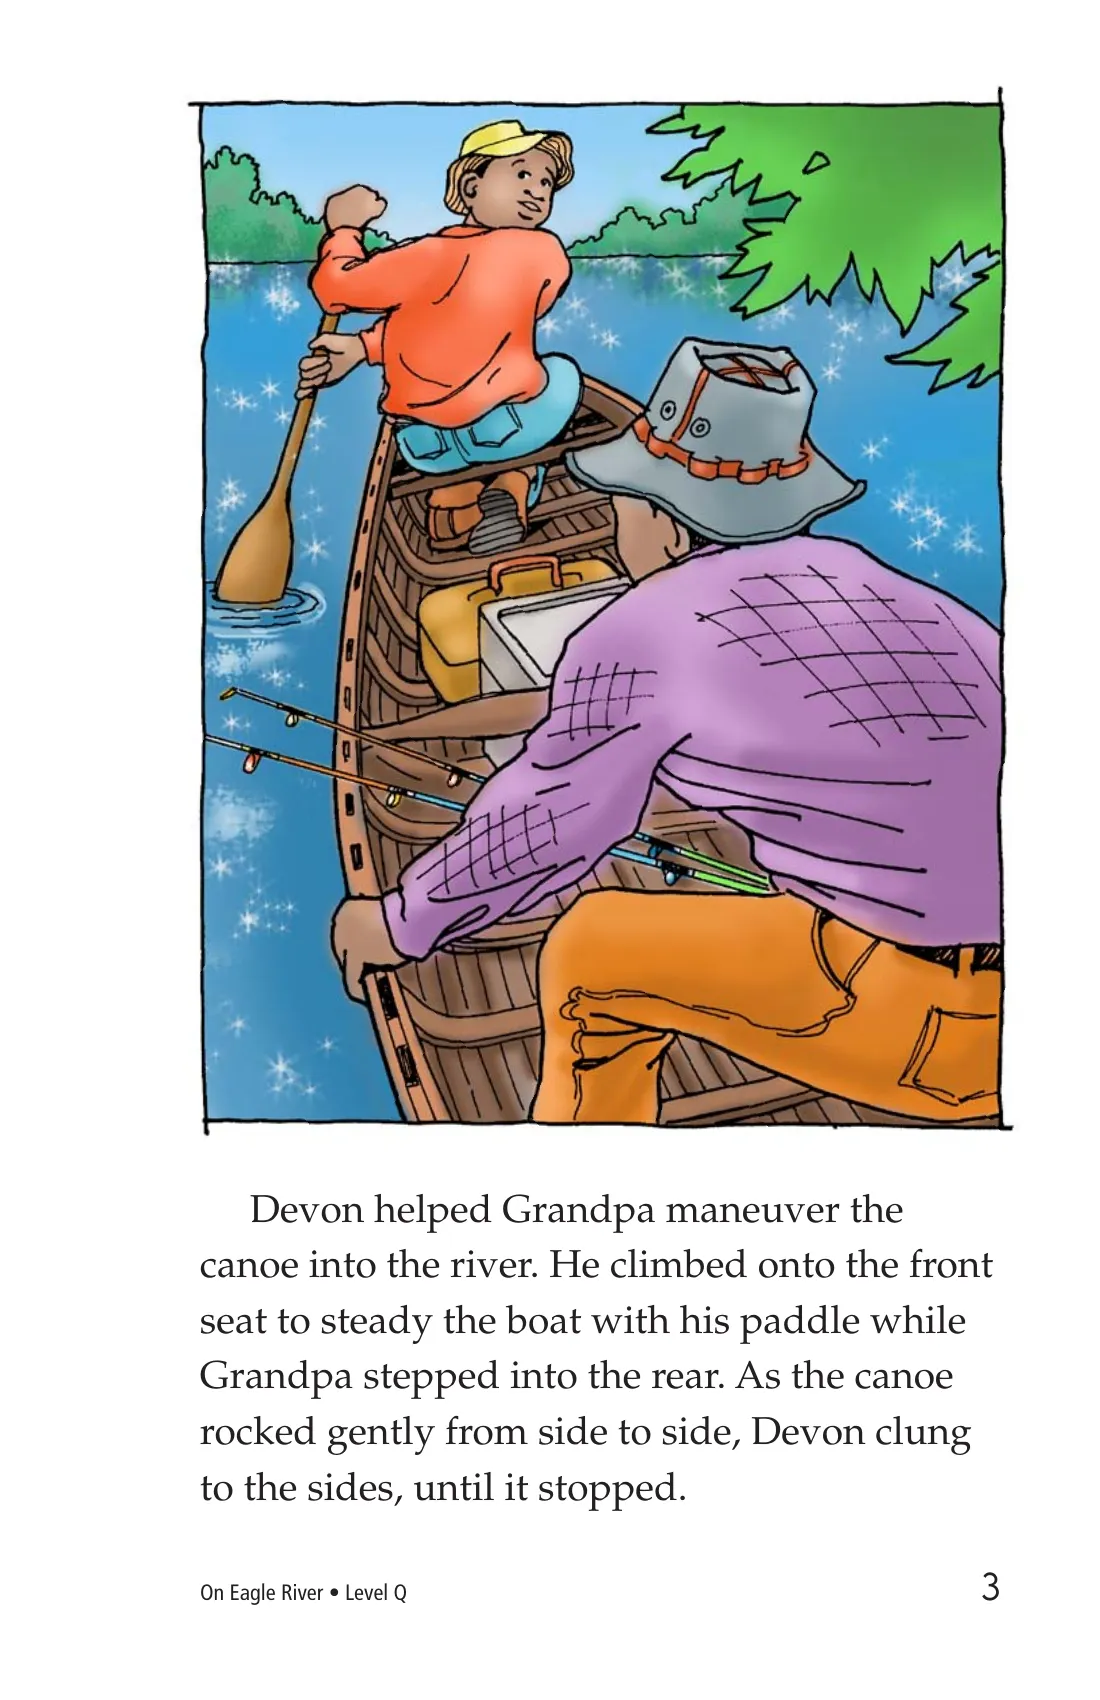 Devon helped Grandpa maneuver the
canoe into the river. He climbed onto the front
seat to steady the boat with his paddle while
Grandpa stepped into the rear. As the canoe
rocked gently from side to side, Devon clung
to the sides, until it stopped.
On Eagle River • Level Q
3